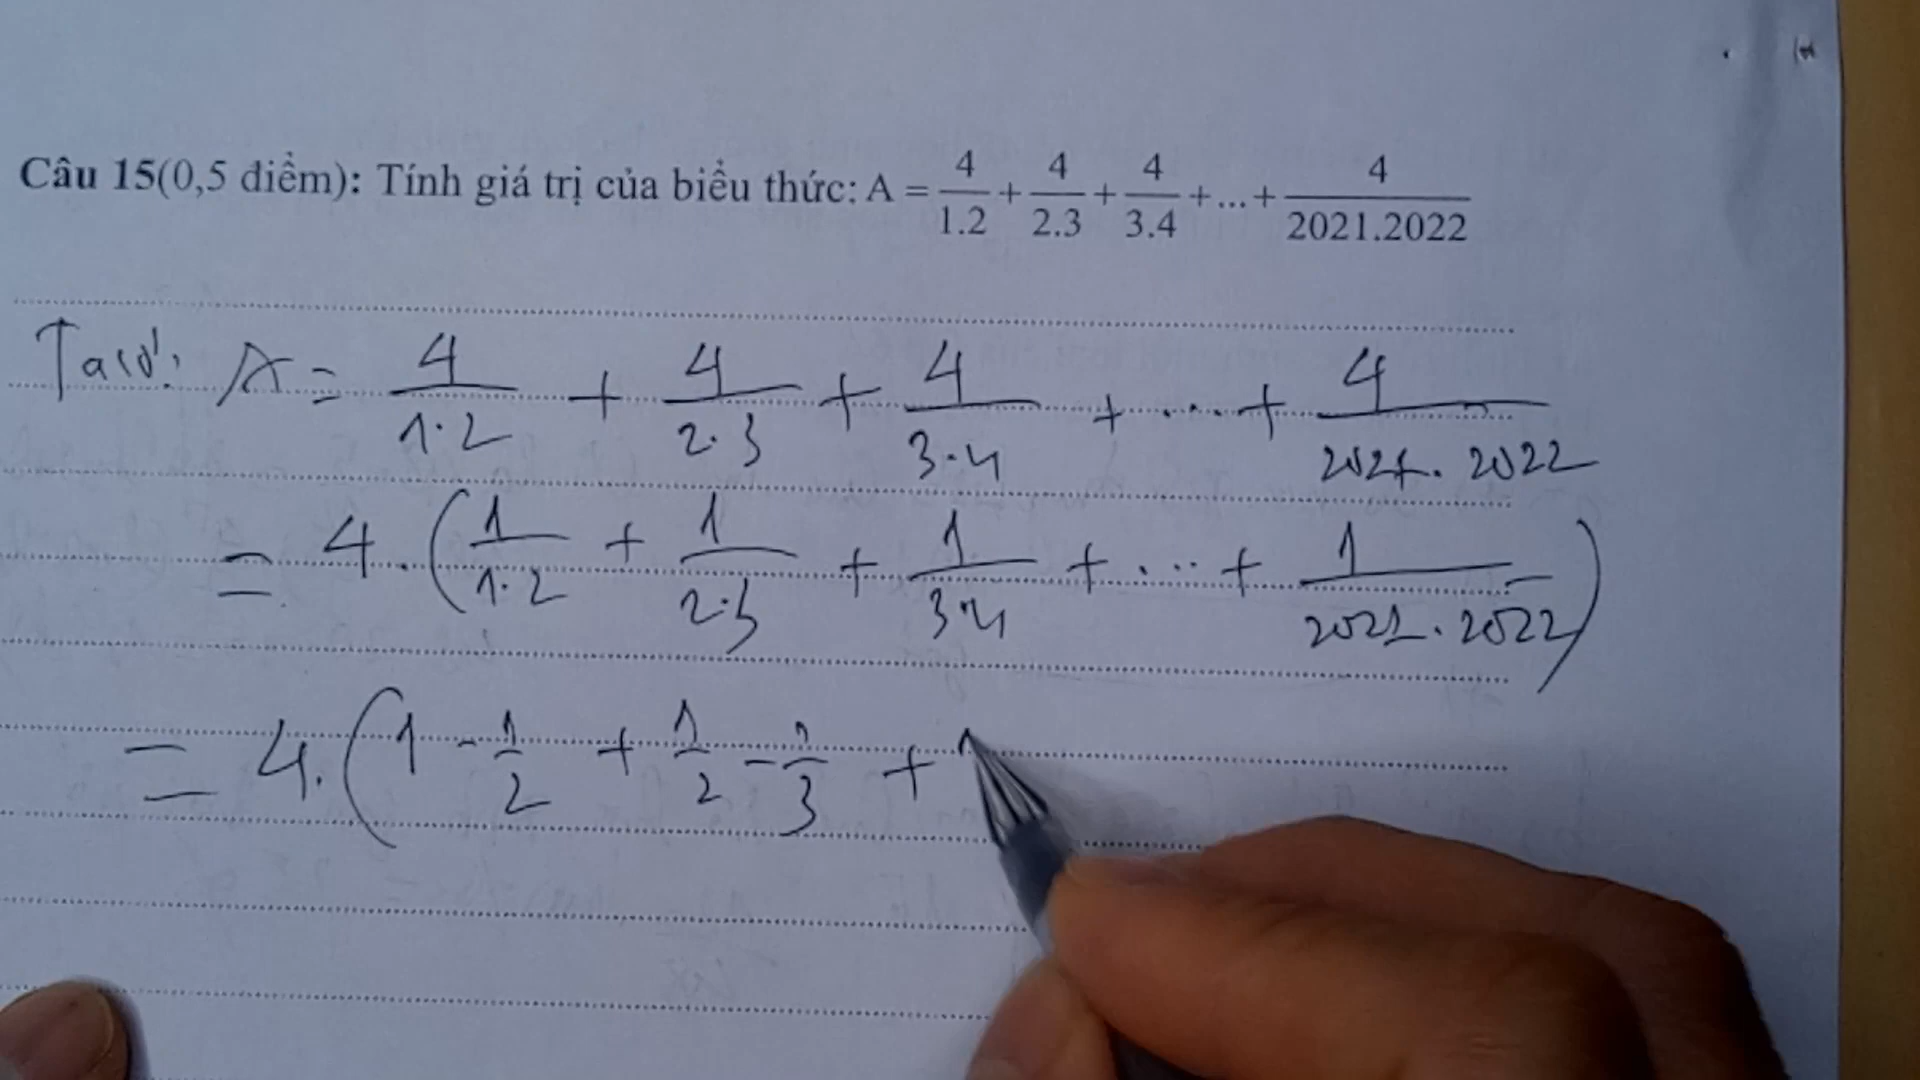 Câu 15(0,5 điểm): Tính giá trị của biểu thức: A = 4/1.2 + 4/2.3 + 4/3.4 + ... + 4/2021.2022
Ta có: A = 4/1.2 + 4/2.3 + 4/3.4 + ... + 4/2021.2022
= 4.(1/1.2 + 1/2.3 + 1/3.4 + ... + 1/2021.2022)
= 4.(1 - 1/2 + 1/2 - 1/3 + 1